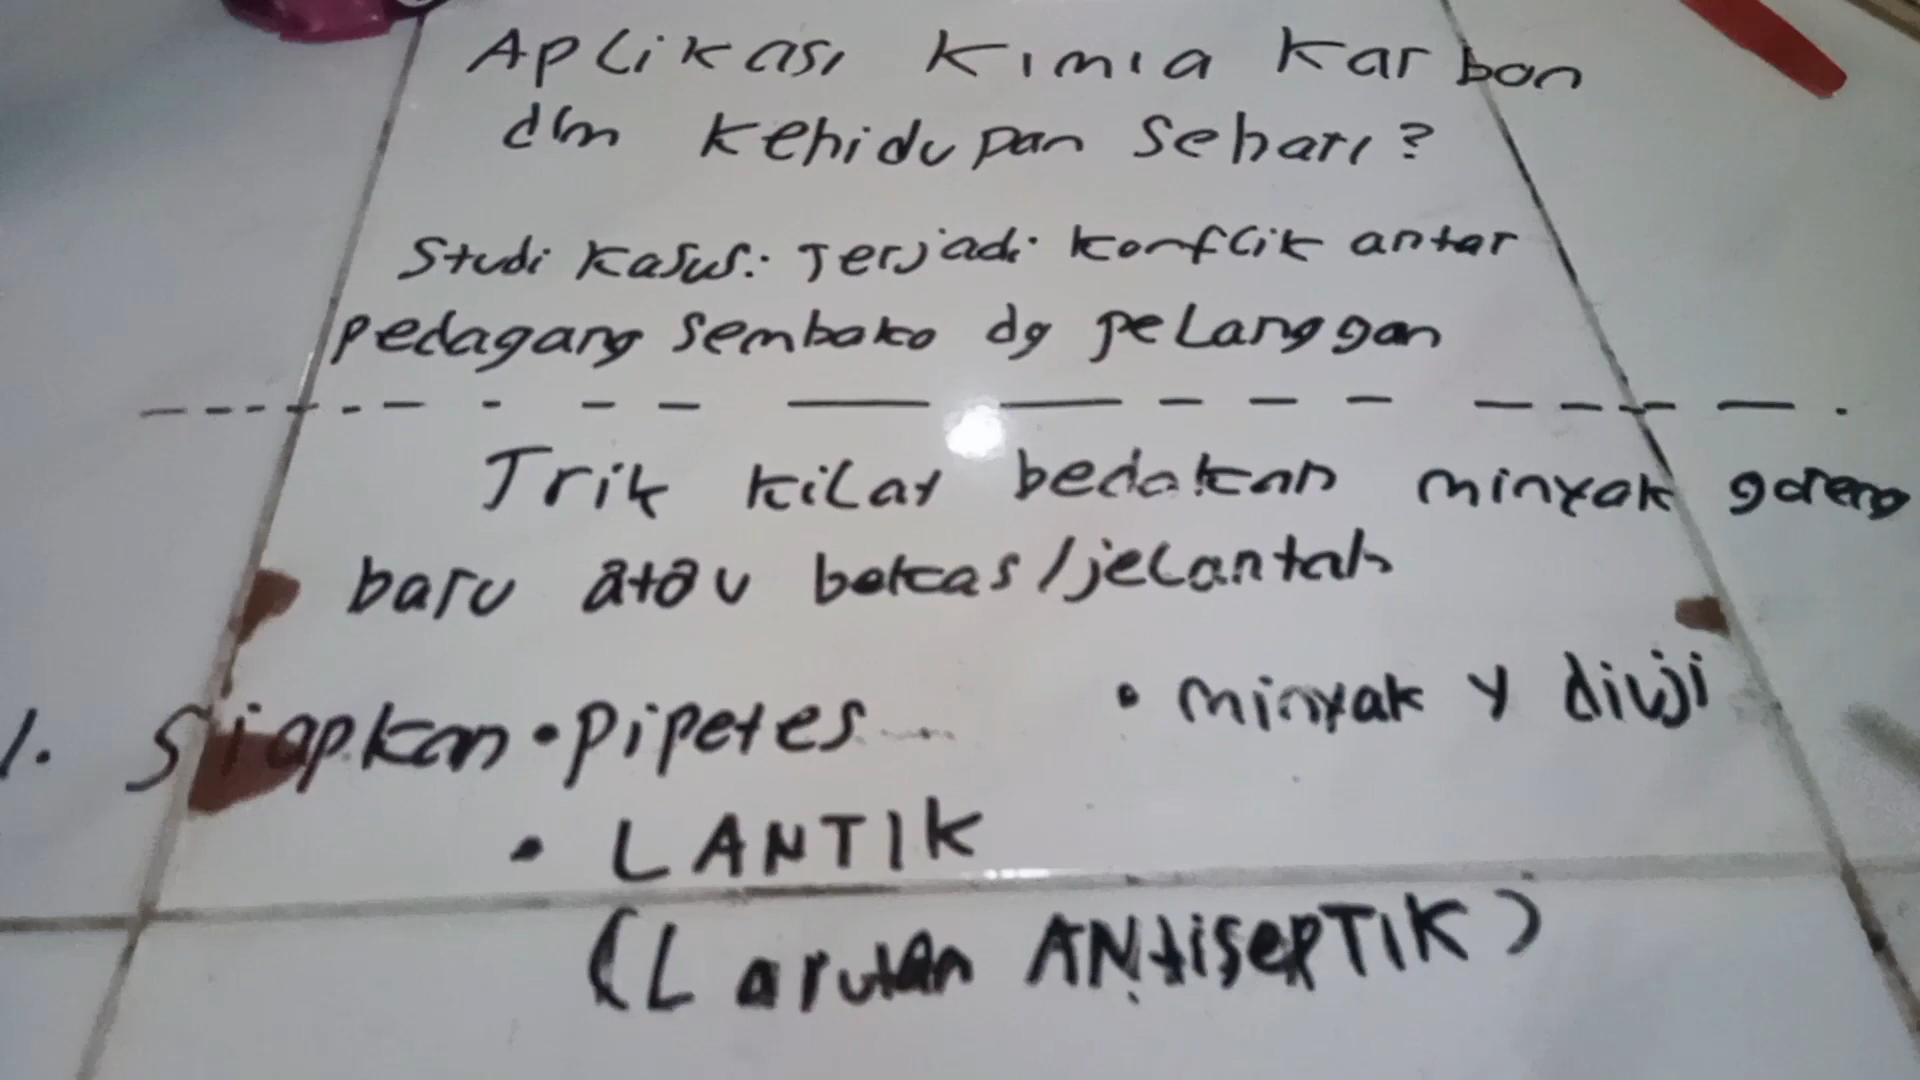 Aplikasi Kimia Karbon
dlm Kehidupan Sehari?
Studi Kasus: Terjadi konflik antar
pedagang sembako dg pelanggan
Trik kilat bedakan minyak goreng
baru atau bekas/jelantah
1. Siapkan • pipetes
• minyak y diuji
• LANTIK
(Larutan ANtisepTIK)